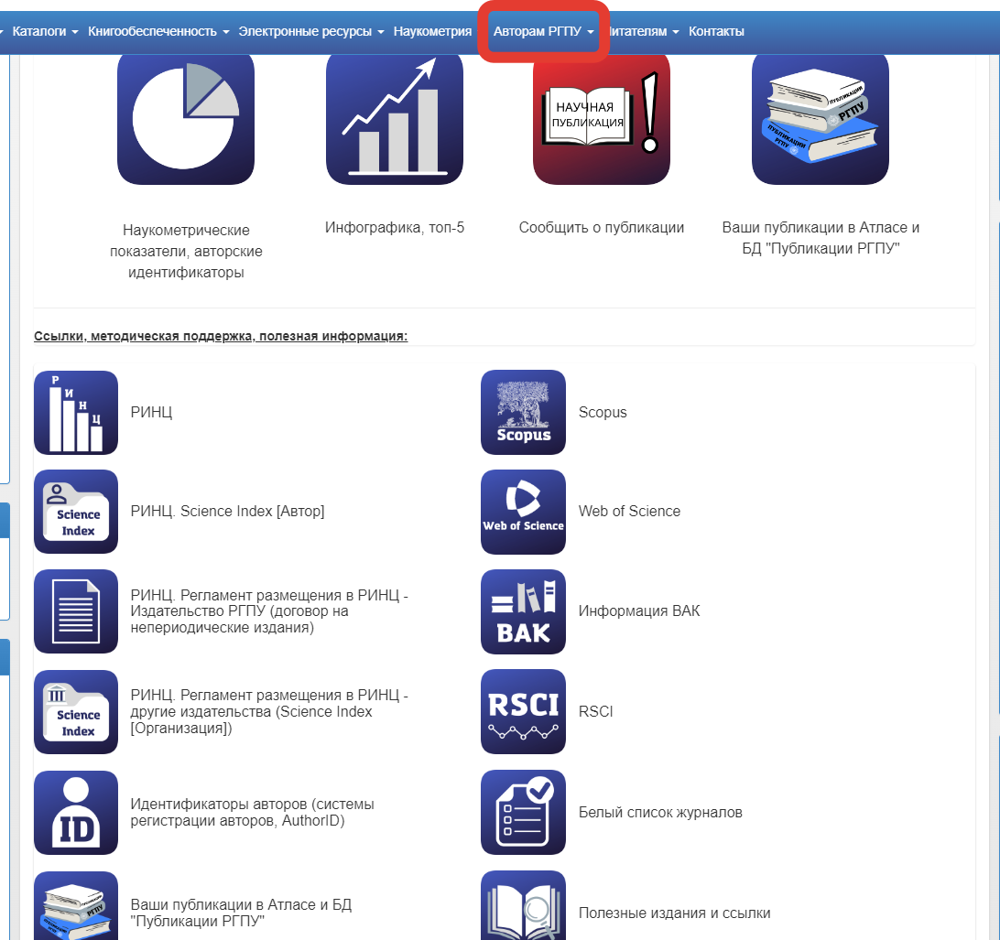 Каталоги Книгообеспеченность Электронные ресурсы Наукометрия Авторам РГПУ Читателям Контакты
НАУЧНАЯ
ПУБЛИКАЦИЯ
ПУБЛИКАЦИИ
РГПУ
ПУБЛИКАЦИИ
РГПУ
Наукометрические
показатели, авторские
идентификаторы
Инфографика, топ-5
Сообщить о публикации
Ваши публикации в Атласе и
БД "Публикации РГПУ"
Ссылки, методическая поддержка, полезная информация:
Р И Н Ц
РИНЦ
Scopus
Scopus
Science
Index
РИНЦ. Science Index [Автор]
Web of Science
Web of Science
РИНЦ. Регламент размещения в РИНЦ -
Издательство РГПУ (договор на
непериодические издания)
ВАК
Информация ВАК
Science
Index
РИНЦ. Регламент размещения в РИНЦ -
другие издательства (Science Index
[Организация])
RSCI
RSCI
ID
Идентификаторы авторов (системы
регистрации авторов, AuthorID)
Белый список журналов
ПУБЛИКАЦИИ
РГПУ
Ваши публикации в Атласе и БД
"Публикации РГПУ"
Полезные издания и ссылки